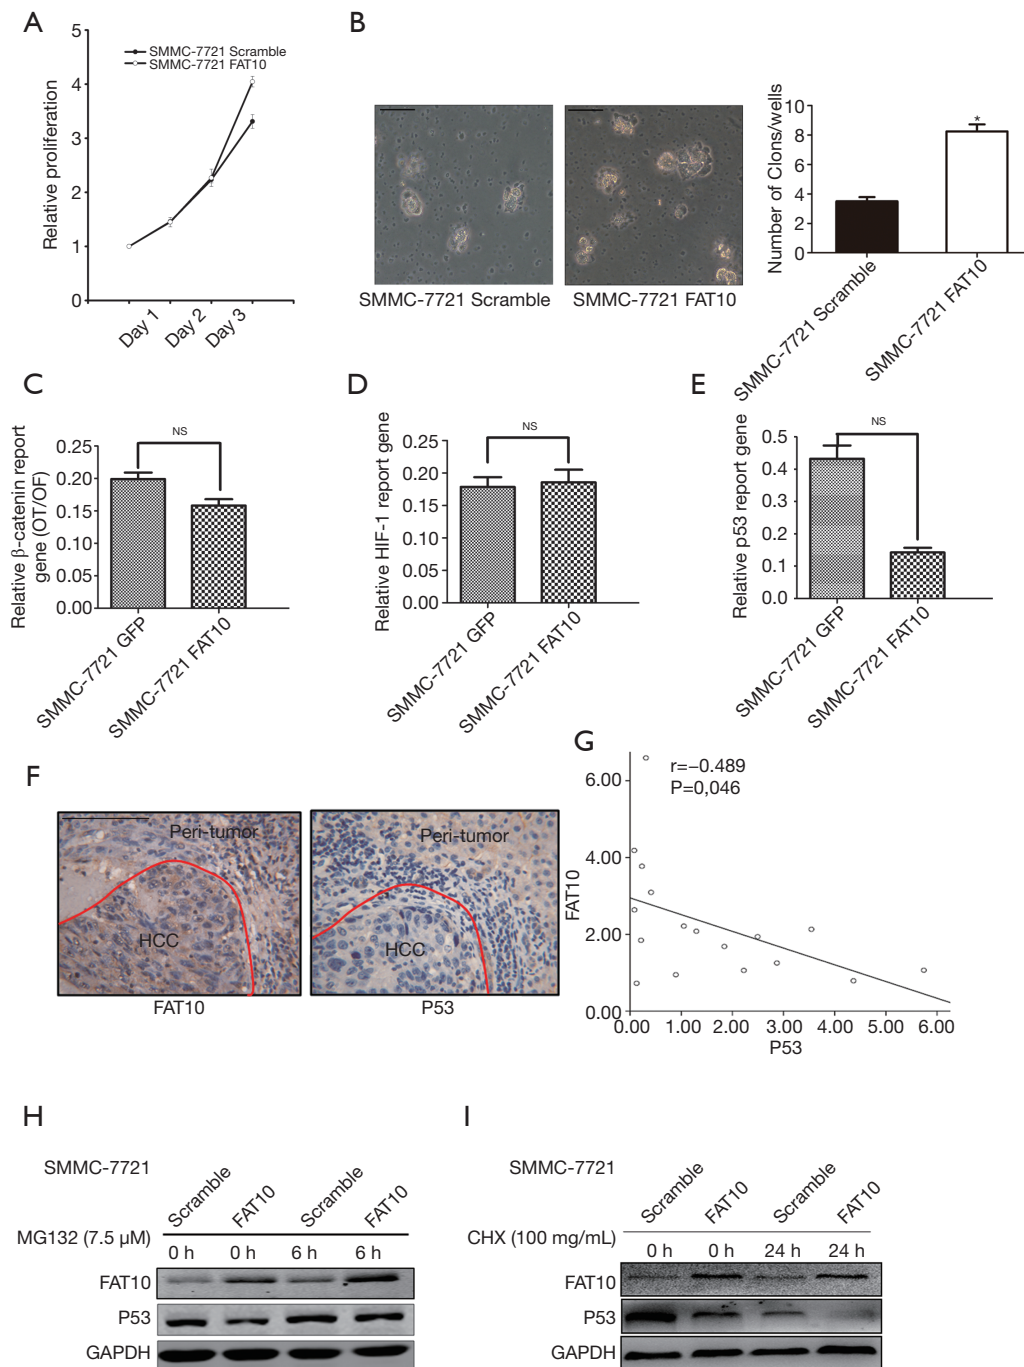 A
5
4
3
2
1
0
Relative proliferation
SMMC-7721 Scramble
SMMC-7721 FAT10
Day 1
Day 2
Day 3
B
SMMC-7721 Scramble
SMMC-7721 FAT10
Number of Clons/wells
10
8
6
4
2
0
*
SMMC-7721 Scramble
SMMC-7721 FAT10
C
Relative β-catenin report
gene (OT/OF)
0.25
0.20
0.15
0.10
0.05
0.00
NS
SMMC-7721 GFP
SMMC-7721 FAT10
D
Relative HIF-1 report gene
0.25
0.20
0.15
0.10
0.05
0.00
NS
SMMC-7721 GFP
SMMC-7721 FAT10
E
Relative p53 report gene
0.5
0.4
0.3
0.2
0.1
0.0
NS
SMMC-7721 GFP
SMMC-7721 FAT10
F
Peri-tumor
HCC
FAT10
Peri-tumor
HCC
P53
G
r=−0.489
P=0,046
FAT10
6.00
4.00
2.00
0.00
0.00 1.00 2.00 3.00 4.00 5.00 6.00
P53
H
SMMC-7721
Scramble FAT10 Scramble FAT10
MG132 (7.5 µM)
0 h 0 h 6 h 6 h
FAT10
P53
GAPDH
I
SMMC-7721
Scramble FAT10 Scramble FAT10
CHX (100 mg/mL)
0 h 0 h 24 h 24 h
FAT10
P53
GAPDH